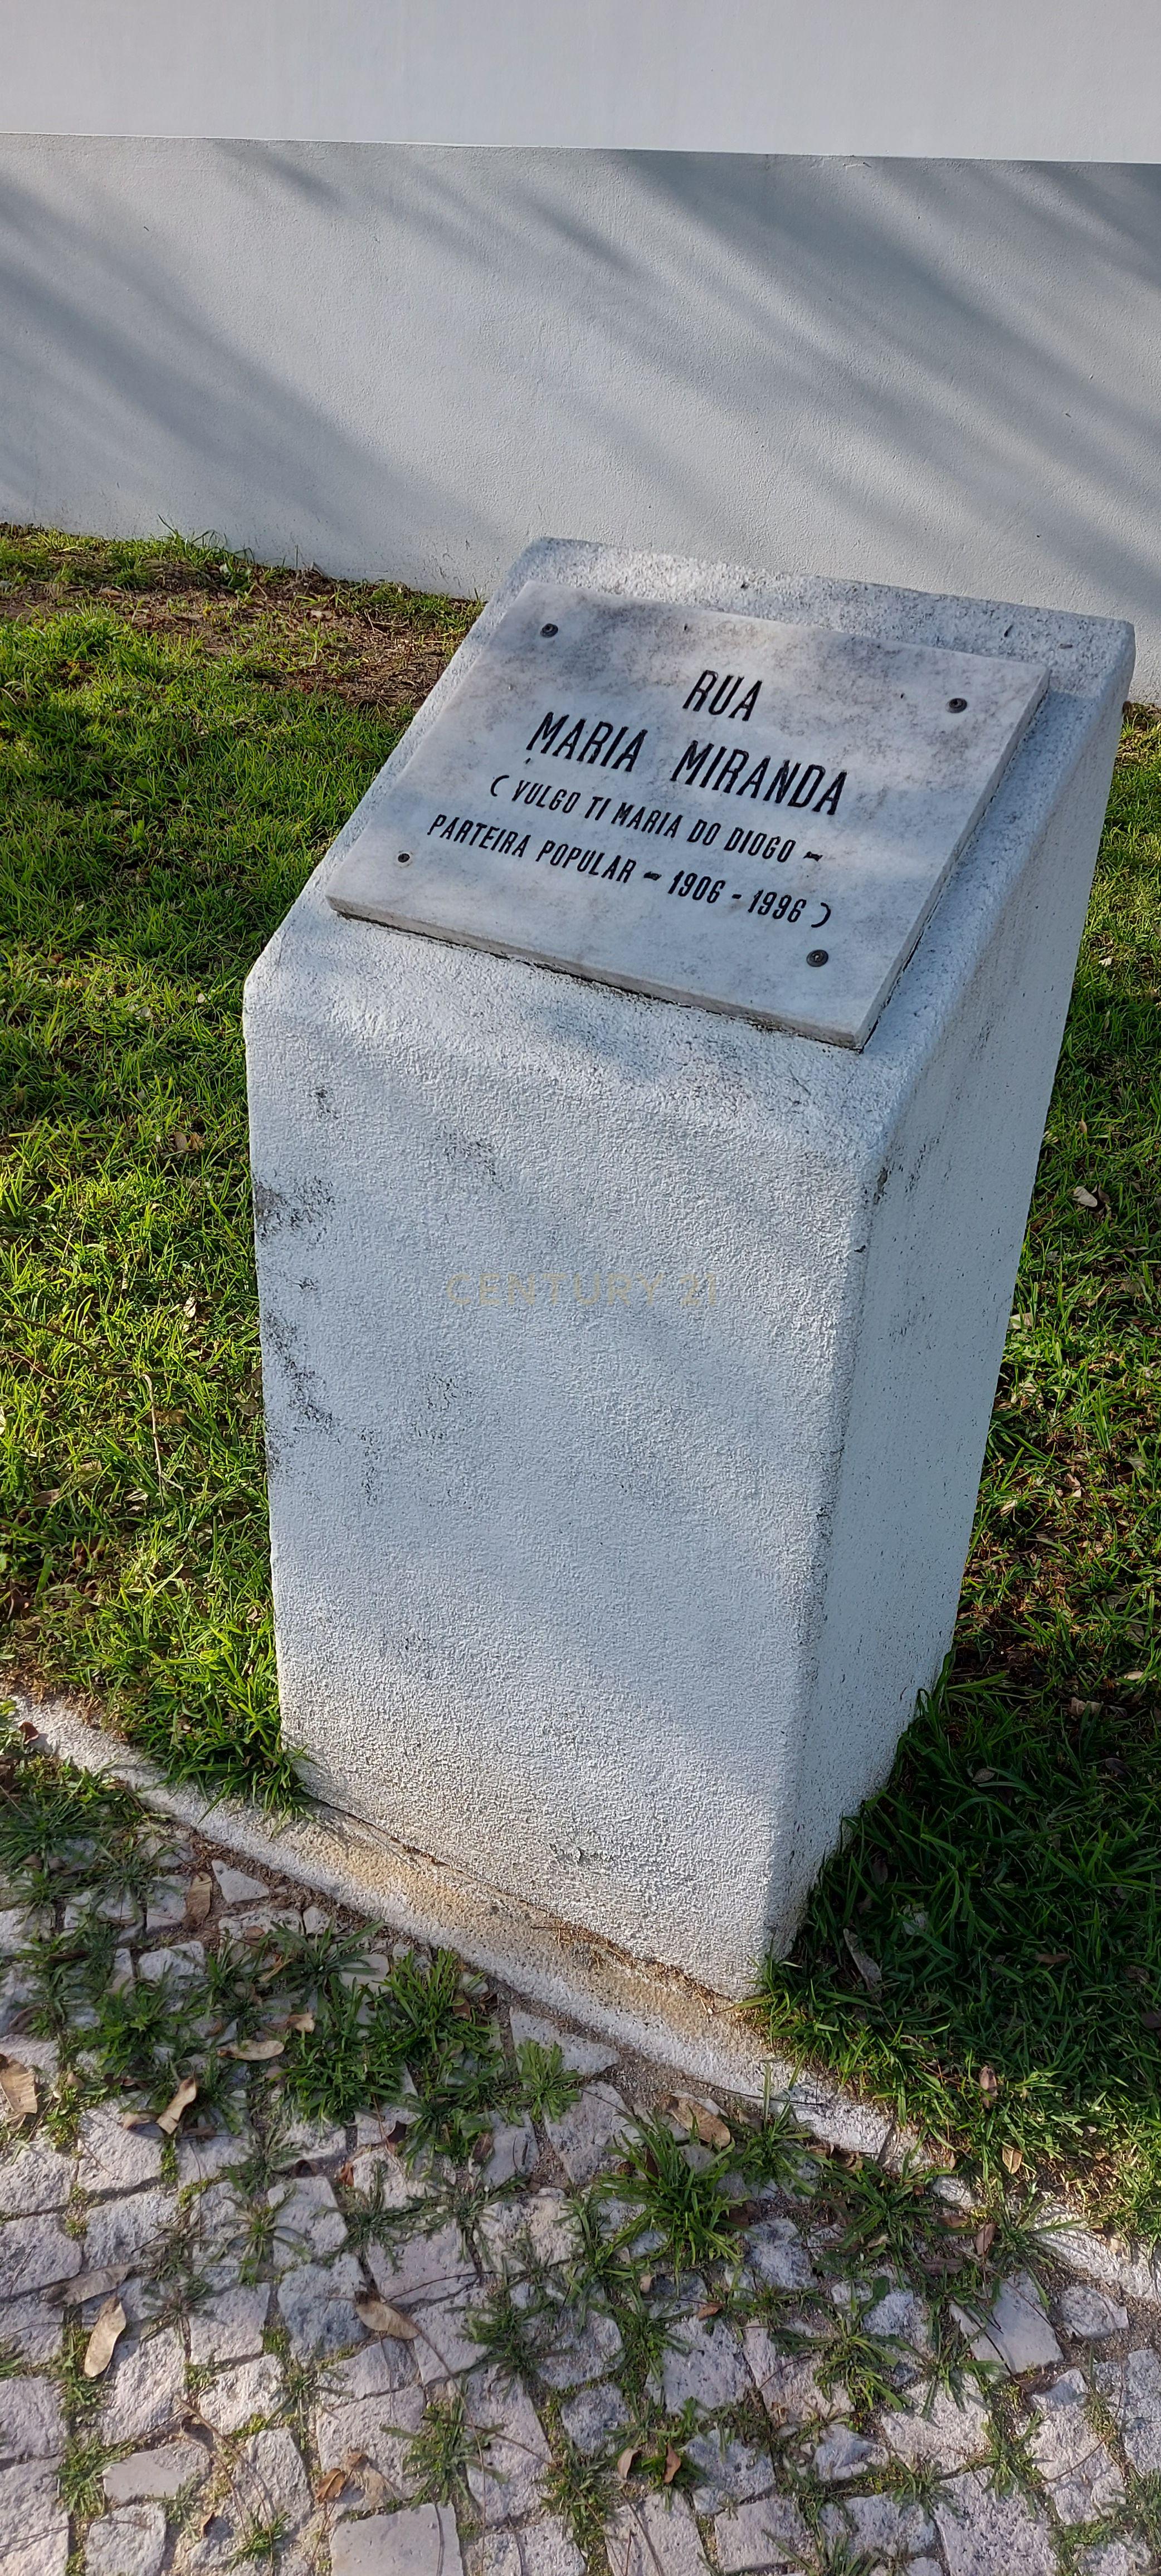 RUA
MARIA MIRANDA
( VULGO TI MARIA DO DIOGO ~
PARTEIRA POPULAR ~ 1906 - 1996 )
CENTURY 21